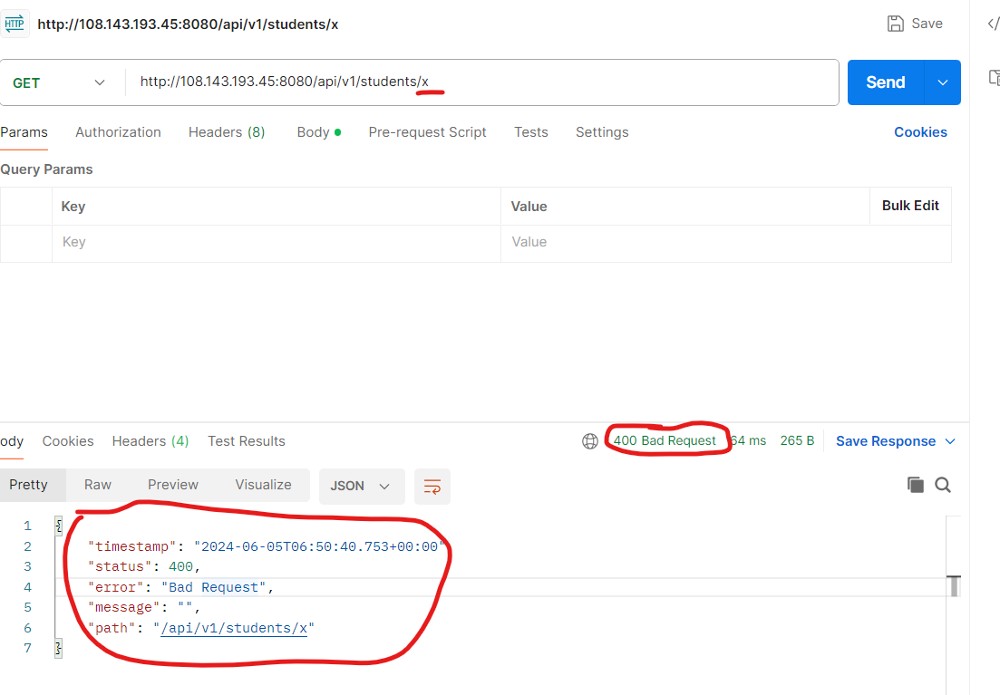 HTTP http://108.143.193.45:8080/api/v1/students/x Save
GET http://108.143.193.45:8080/api/v1/students/x Send
Params Authorization Headers (8) Body Pre-request Script Tests Settings Cookies
Query Params
Key Value Bulk Edit
Key Value
ody Cookies Headers (4) Test Results 400 Bad Request 64 ms 265 B Save Response
Pretty Raw Preview Visualize JSON
1 {
2 "timestamp": "2024-06-05T06:50:40.753+00:00"
3 "status": 400,
4 "error": "Bad Request",
5 "message": "",
6 "path": "/api/v1/students/x"
7 }